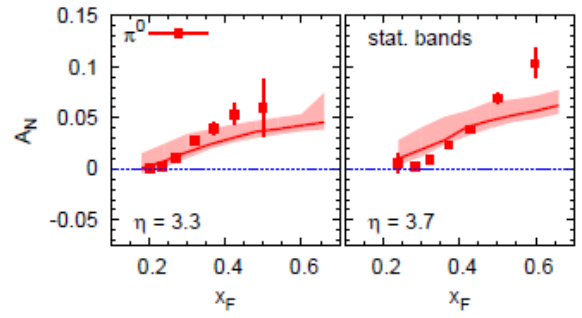 π⁰
stat. bands
0.15
0.1
0.05
0
-0.05
A_N
η = 3.3
η = 3.7
0.2 0.4 0.6 0.2 0.4 0.6
x_F x_F